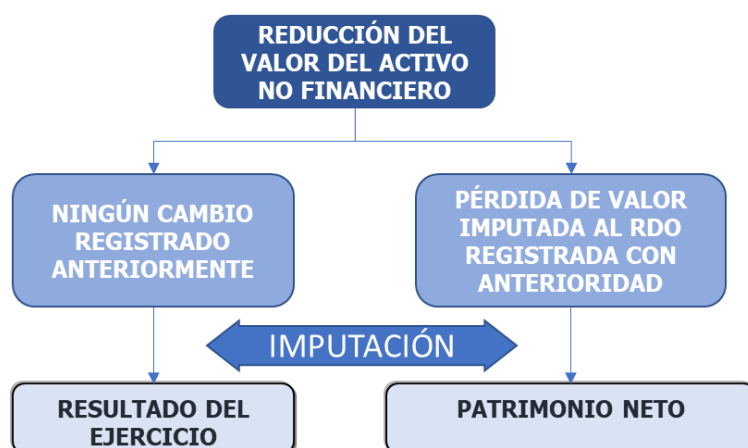 REDUCCIÓN DEL
VALOR DEL ACTIVO
NO FINANCIERO
NINGÚN CAMBIO
REGISTRADO
ANTERIORMENTE
PÉRDIDA DE VALOR
IMPUTADA AL RDO
REGISTRADA CON
ANTERIORIDAD
IMPUTACIÓN
RESULTADO DEL
EJERCICIO
PATRIMONIO NETO